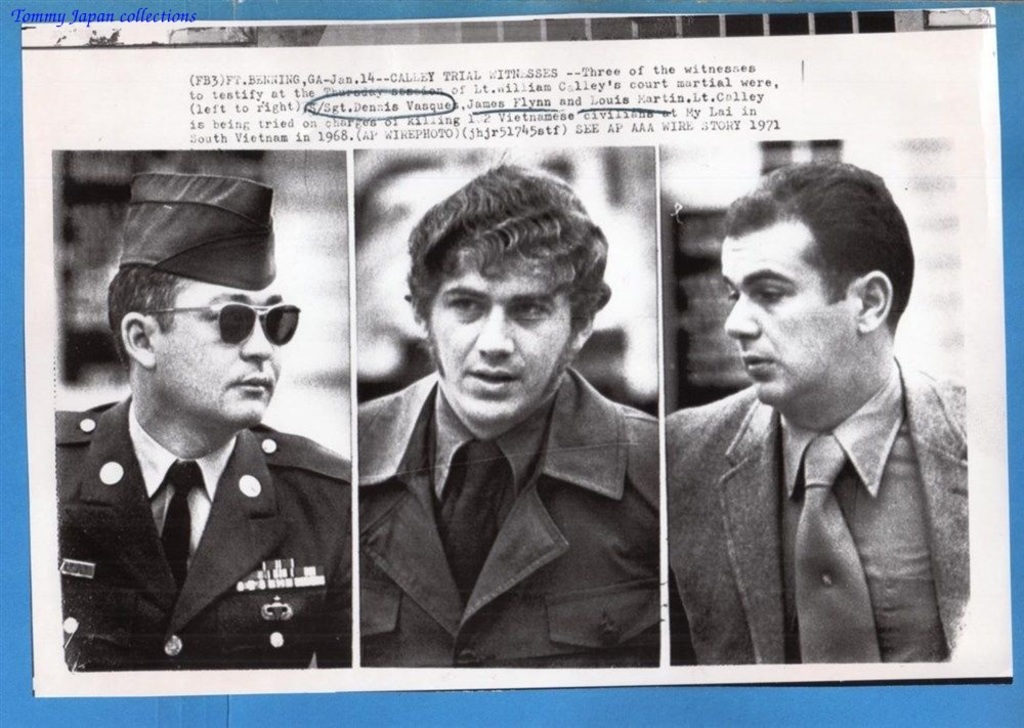 Tommy Japan collections
(FB3)FT.BENNING,GA-Jan.14--CALLEY TRIAL WITNESSES --Three of the witnesses
to testify at the Thursday session of Lt.William Calley's court martial were,
(left to right) S/Sgt.Dennis Vasques,James Flynn and Louis Martin.Lt.Calley
is being tried on charges of killing Vietnamese civilians at My Lai in
South Vietnam in 1968.(AP WIREPHOTO)(jhjr51745stf) SEE AP AAA WIRE STORY 1971